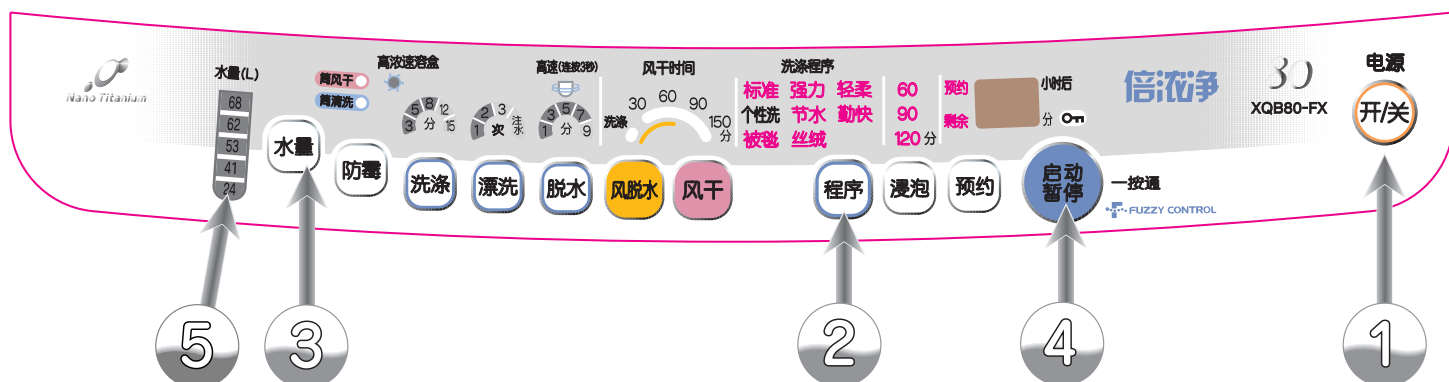 Nano Titanium
水量(L)
68
62
53
41
24
筒风干
筒清洗
水量
防霉
高浓速溶盒
3 5 8 12 15
分
洗涤
1 2 3 注水
次
漂洗
高速(连按3秒)
1 3 5 7 9
分
脱水
风脱水
风干时间
洗涤 30 60 90 150
分
风干
洗涤程序
标准 强力 轻柔 60
个性洗 节水 勤快 90
被毯 丝绒 120 分
程序
浸泡
预约
预约 小时后
剩余 分
启动
暂停
一按通
FUZZY CONTROL
倍浓净
30
XQB80-FX
电源
开/关
5
3
2
4
1